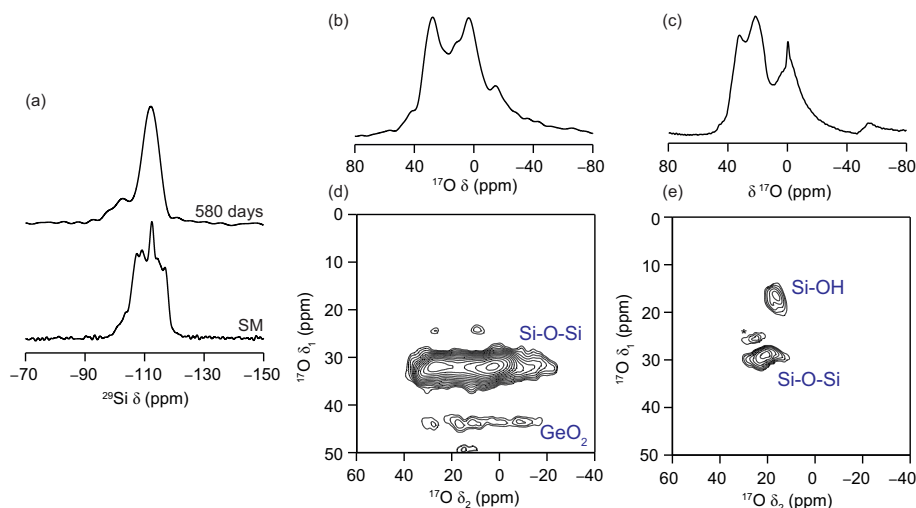 (a)
580 days
SM
−70 −90 −110 −130 −150
²⁹Si δ (ppm)
(b)
80 40 0 −40 −80
¹⁷O δ (ppm)
(c)
80 40 0 −40 −80
δ ¹⁷O (ppm)
(d)
0
10
20
30
40
50
¹⁷O δ₁ (ppm)
Si-O-Si
GeO₂
60 40 20 0 −20 −40
¹⁷O δ₂ (ppm)
(e)
0
10
20
30
40
50
¹⁷O δ₁ (ppm)
Si-OH
*
Si-O-Si
60 40 20 0 −20 −40
¹⁷O δ₂ (ppm)